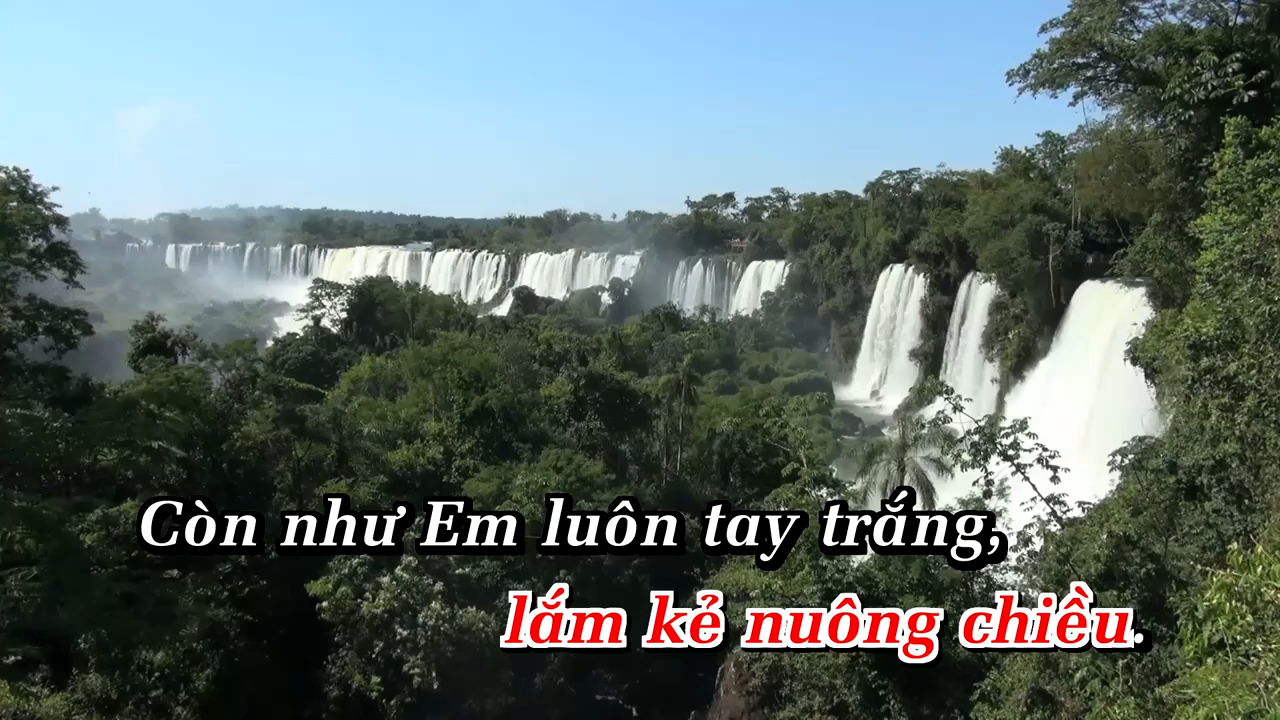 Còn như Em luôn tay trắng,
lắm kẻ nuông chiều.